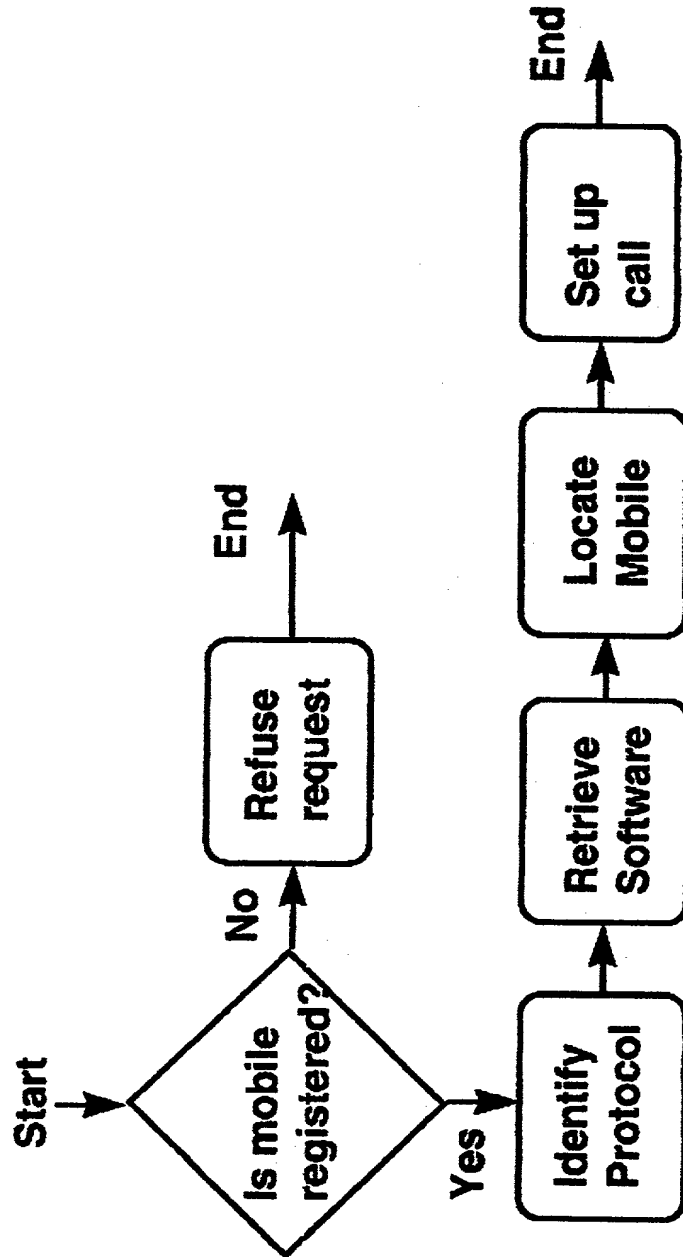 Start
Is mobile
registered?
No
Refuse
request
End
Yes
Identify
Protocol
Retrieve
Software
Locate
Mobile
Set up
call
End